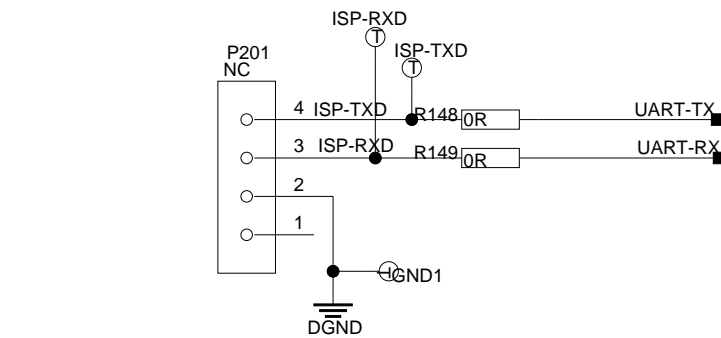 ISP-RXD
ISP-TXD
P201
NC
4 ISP-TXD R148 0R UART-TX
3 ISP-RXD R149 0R UART-RX
2
1
GND1
DGND
T
T
T